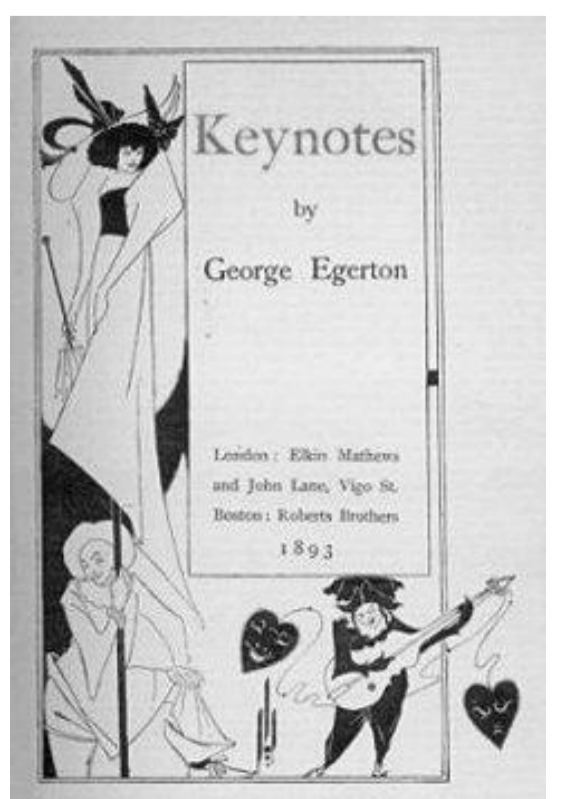 Keynotes
by
George Egerton
London: Elkin Mathews
and John Lane, Vigo St.
Boston: Roberts Brothers
1893